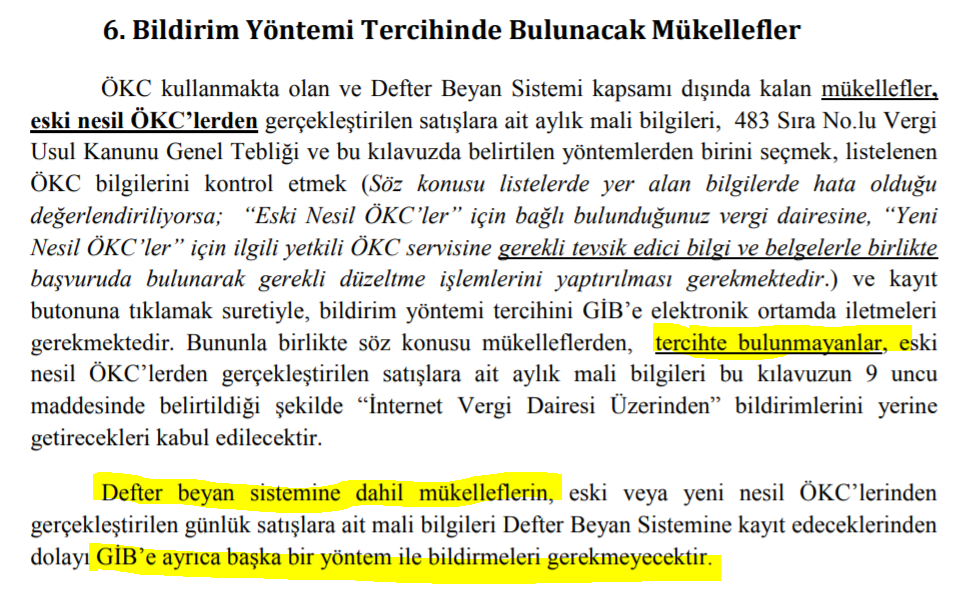 6. Bildirim Yöntemi Tercihinde Bulunacak Mükellefler
ÖKC kullanmakta olan ve Defter Beyan Sistemi kapsamı dışında kalan mükellefler,
eski nesil ÖKC’lerden gerçekleştirilen satışlara ait aylık mali bilgileri, 483 Sıra No.lu Vergi
Usul Kanunu Genel Tebliği ve bu kılavuzda belirtilen yöntemlerden birini seçmek, listelenen
ÖKC bilgilerini kontrol etmek (Söz konusu listelerde yer alan bilgilerde hata olduğu
değerlendiriliyorsa; “Eski Nesil ÖKC’ler” için bağlı bulunduğunuz vergi dairesine, “Yeni
Nesil ÖKC’ler” için ilgili yetkili ÖKC servisine gerekli tevsik edici bilgi ve belgelerle birlikte
başvuruda bulunarak gerekli düzeltme işlemlerini yaptırılması gerekmektedir.) ve kayıt
butonuna tıklamak suretiyle, bildirim yöntemi tercihini GİB’e elektronik ortamda iletmeleri
gerekmektedir. Bununla birlikte söz konusu mükelleflerden, tercihte bulunmayanlar, eski
nesil ÖKC’lerden gerçekleştirilen satışlara ait aylık mali bilgileri bu kılavuzun 9 uncu
maddesinde belirtildiği şekilde “İnternet Vergi Dairesi Üzerinden” bildirimlerini yerine
getirecekleri kabul edilecektir.
Defter beyan sistemine dahil mükelleflerin, eski veya yeni nesil ÖKC’lerinden
gerçekleştirilen günlük satışlara ait mali bilgileri Defter Beyan Sistemine kayıt edeceklerinden
dolayı GİB’e ayrıca başka bir yöntem ile bildirmeleri gerekmeyecektir.